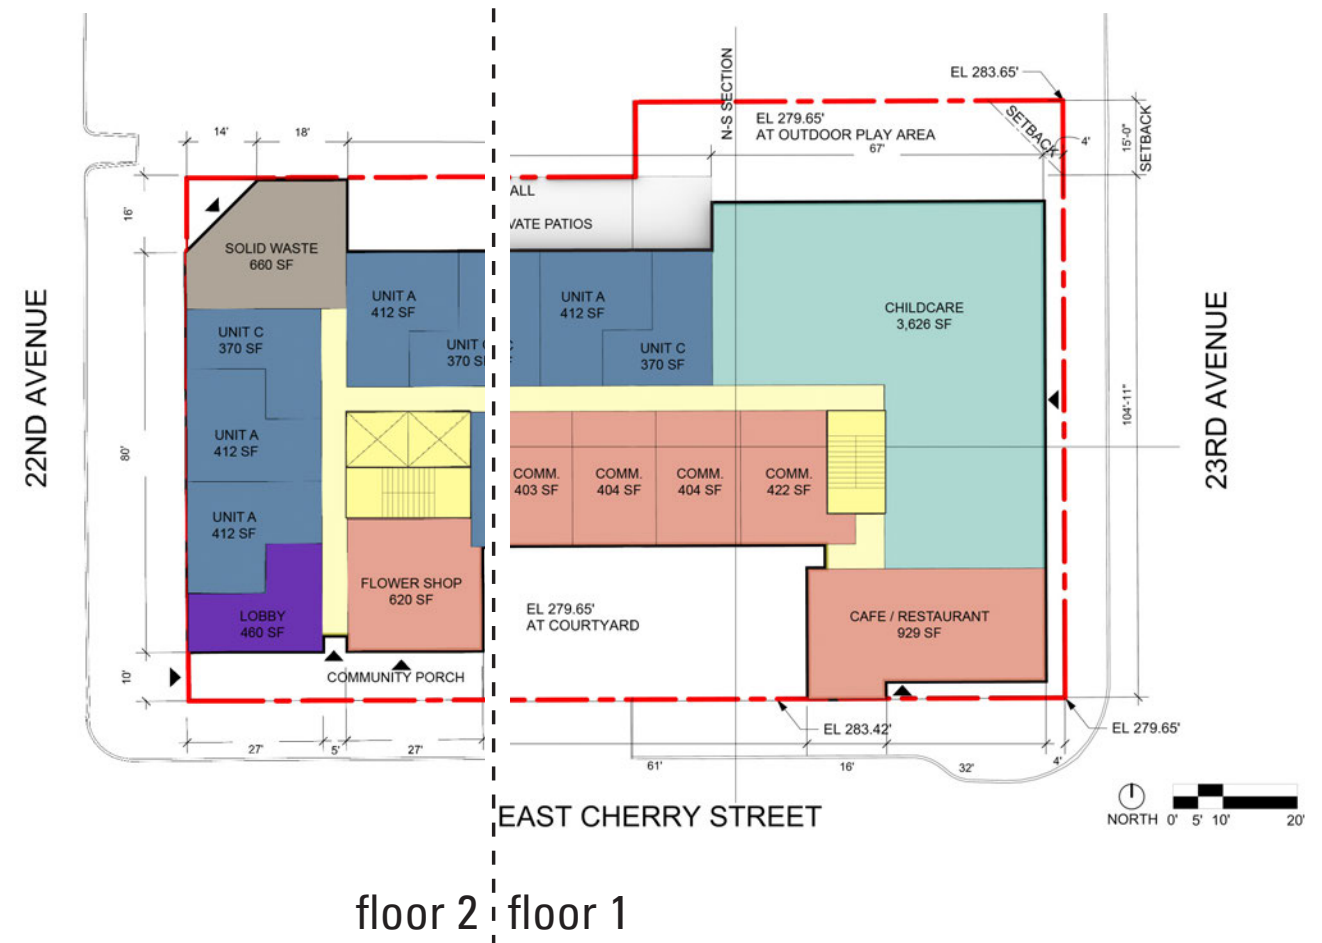 EL 283.65'
N-S SECTION
EL 279.65'
AT OUTDOOR PLAY AREA
SETBACK
4'
15'-0"
SETBACK
14'
18'
67'
16'
ALL
VATE PATIOS
SOLID WASTE
660 SF
22ND AVENUE
23RD AVENUE
UNIT A
412 SF
UNIT A
412 SF
CHILDCARE
3,626 SF
UNIT C
370 SF
UNIT C
370 SF
UNIT C
370 SF
104'-11"
80'
UNIT A
412 SF
COMM.
403 SF
COMM.
404 SF
COMM.
404 SF
COMM.
422 SF
UNIT A
412 SF
FLOWER SHOP
620 SF
LOBBY
460 SF
EL 279.65'
AT COURTYARD
CAFE / RESTAURANT
929 SF
10'
COMMUNITY PORCH
EL 283.42'
EL 279.65'
27'
5'
27'
61'
16'
32'
4'
EAST CHERRY STREET
NORTH
0' 5' 10' 20'
floor 2
floor 1